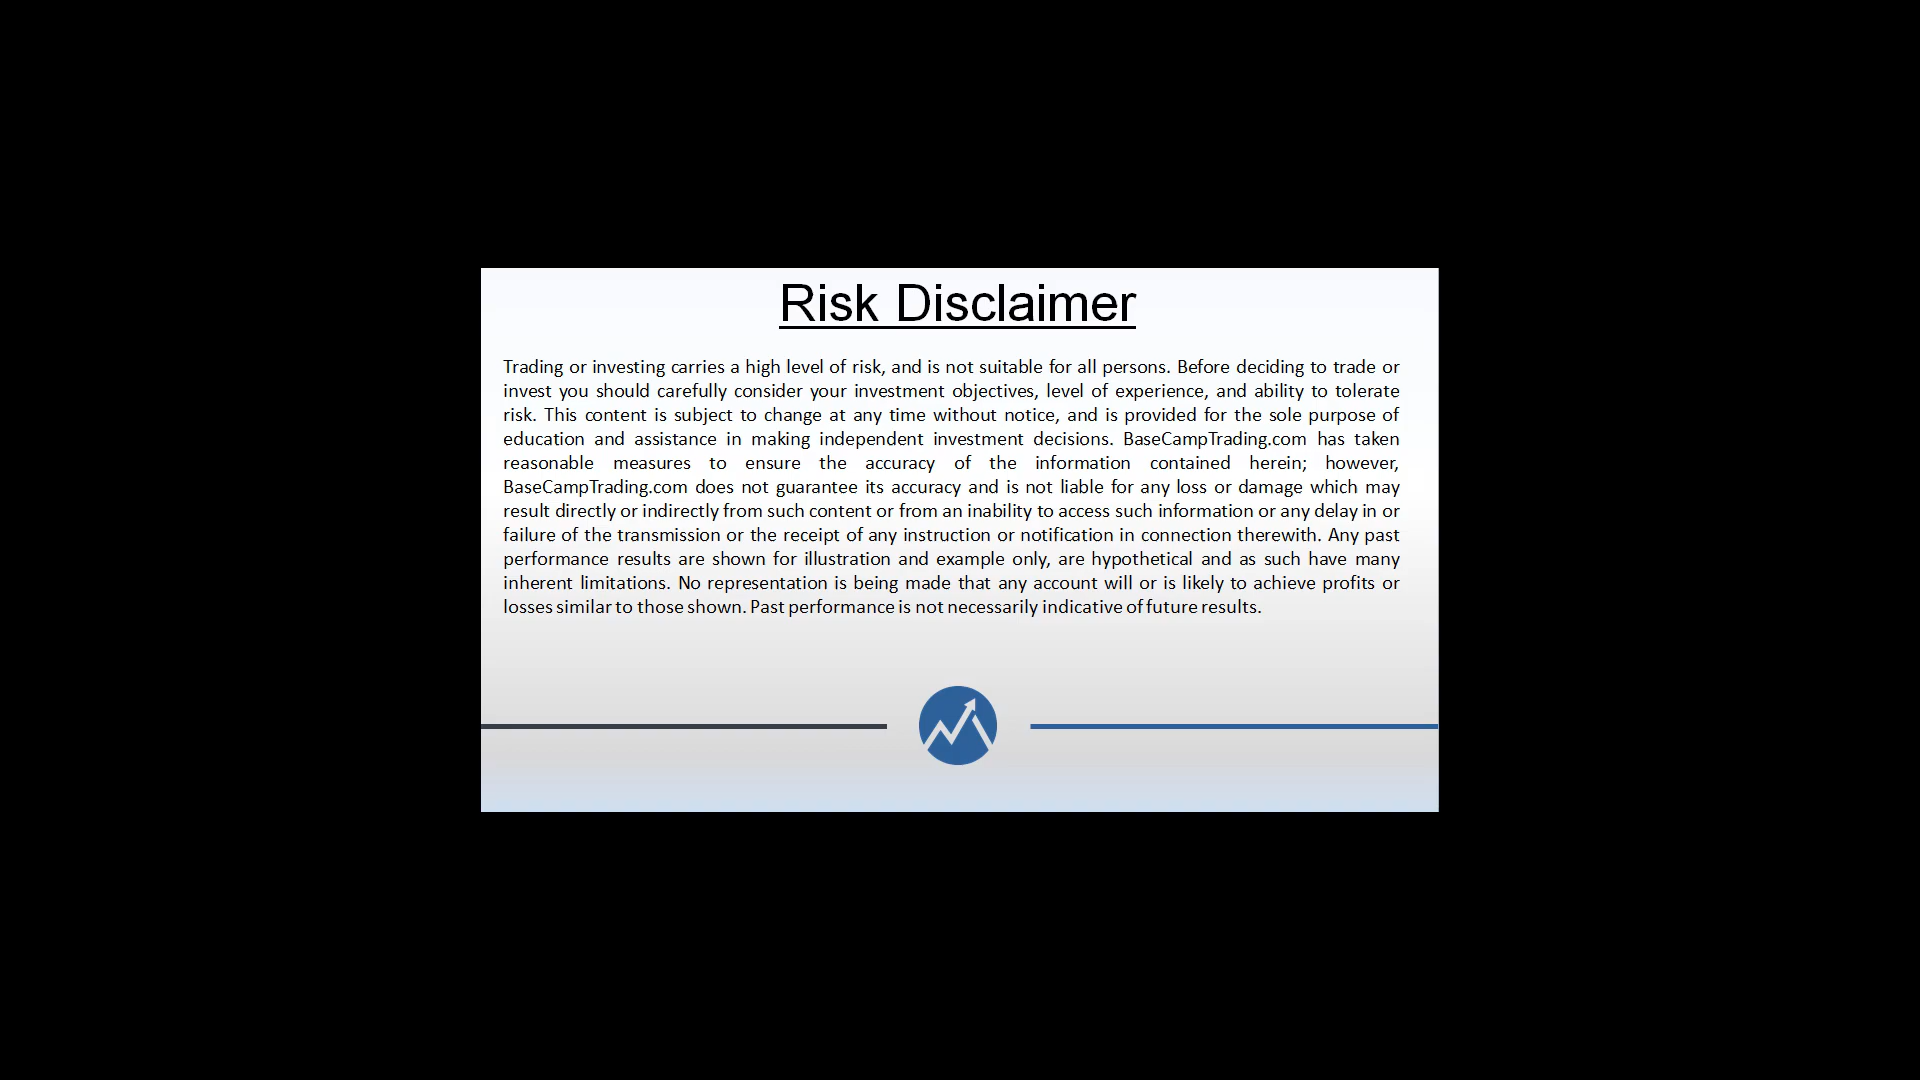 Risk Disclaimer
Trading or investing carries a high level of risk, and is not suitable for all persons. Before deciding to trade or
invest you should carefully consider your investment objectives, level of experience, and ability to tolerate
risk. This content is subject to change at any time without notice, and is provided for the sole purpose of
education and assistance in making independent investment decisions. BaseCampTrading.com has taken
reasonable measures to ensure the accuracy of the information contained herein; however,
BaseCampTrading.com does not guarantee its accuracy and is not liable for any loss or damage which may
result directly or indirectly from such content or from an inability to access such information or any delay in or
failure of the transmission or the receipt of any instruction or notification in connection therewith. Any past
performance results are shown for illustration and example only, are hypothetical and as such have many
inherent limitations. No representation is being made that any account will or is likely to achieve profits or
losses similar to those shown. Past performance is not necessarily indicative of future results.